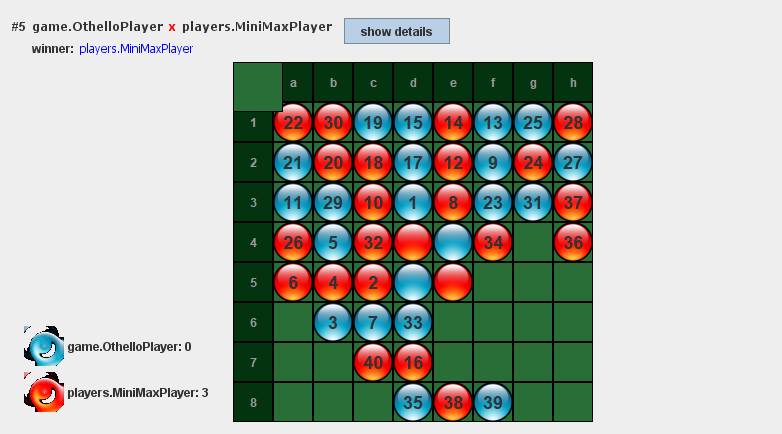 #5 game.OthelloPlayer x players.MiniMaxPlayer
show details
winner: players.MiniMaxPlayer
a b c d e f g h
1 22 30 19 15 14 13 25 28
2 21 20 18 17 12 9 24 27
3 11 29 10 1 8 23 31 37
4 26 5 32 34 36
5 6 4 2
6 3 7 33
7 40 16
8 35 38 39
game.OthelloPlayer: 0
players.MiniMaxPlayer: 3